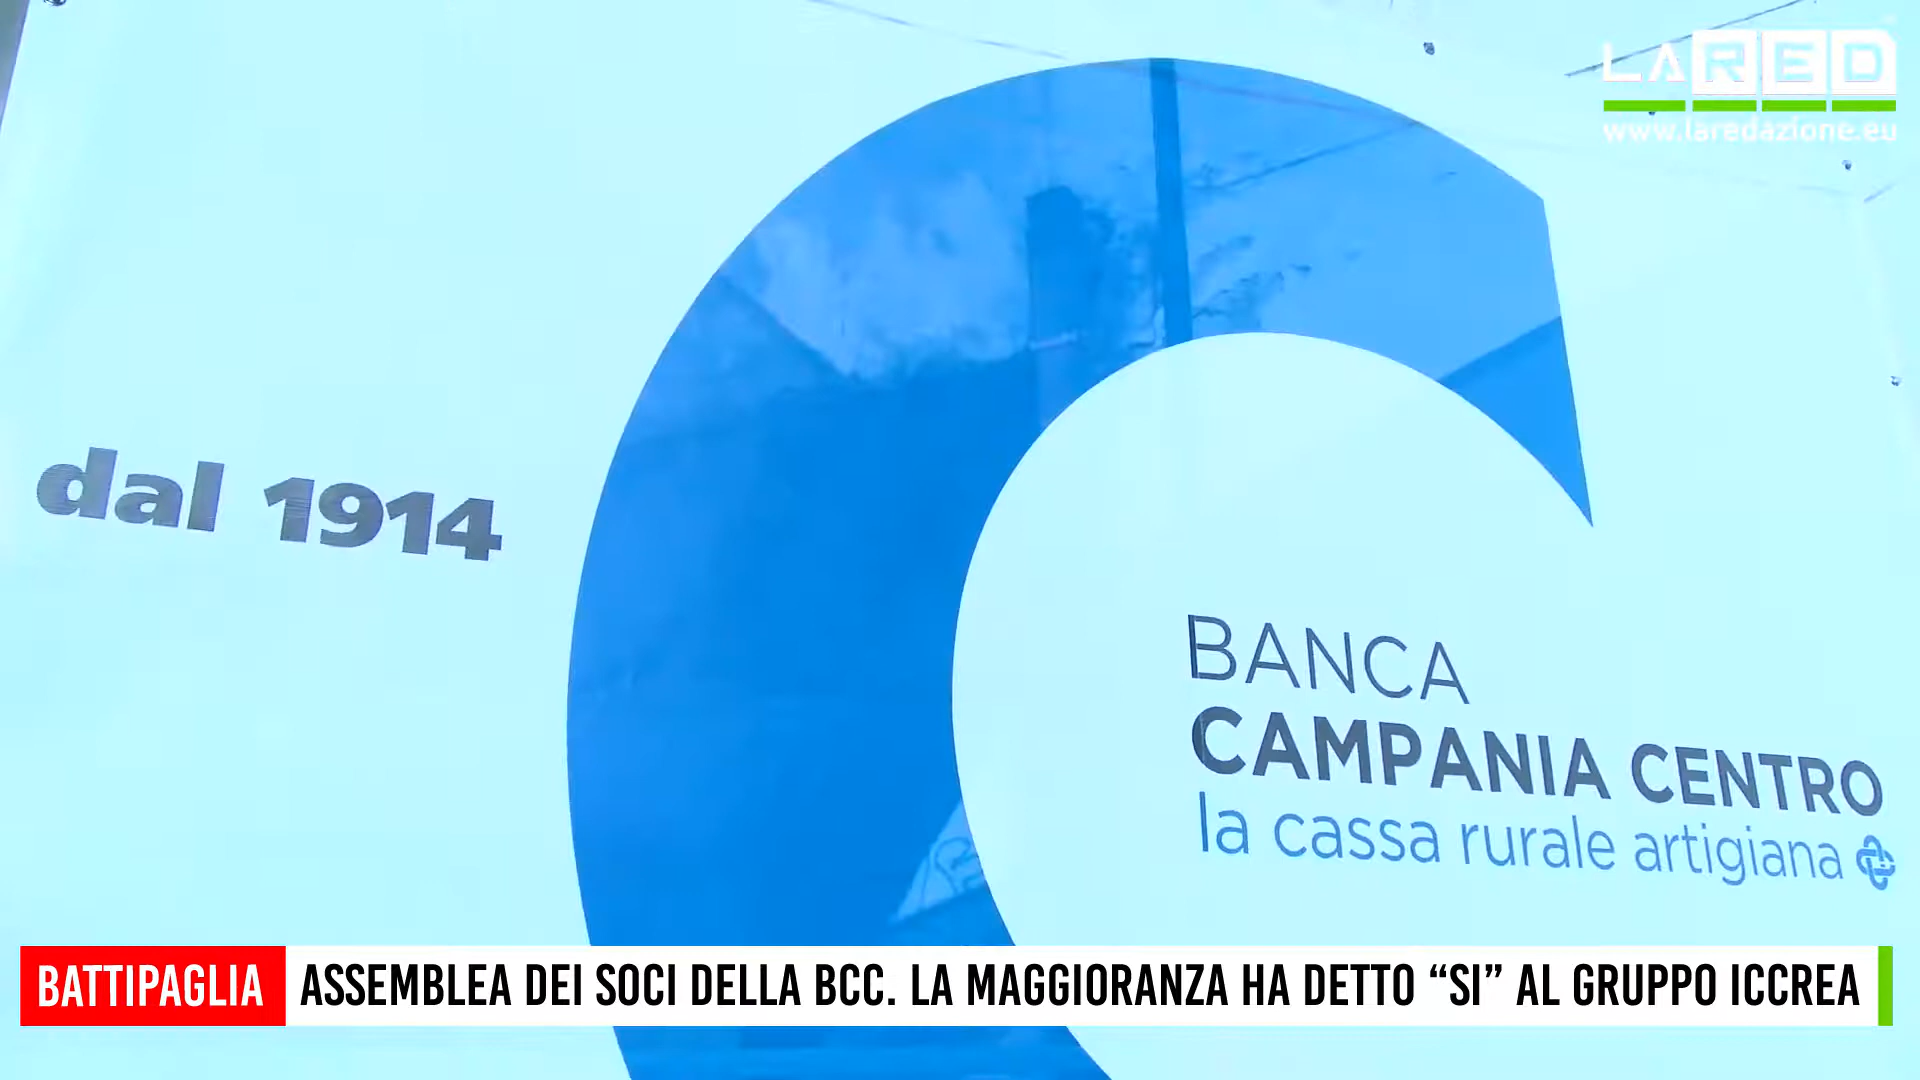 LARED
www.laredazione.eu
dal 1914
BANCA
CAMPANIA CENTRO
la cassa rurale artigiana
BATTIPAGLIA
ASSEMBLEA DEI SOCI DELLA BCC. LA MAGGIORANZA HA DETTO “SI” AL GRUPPO ICCREA